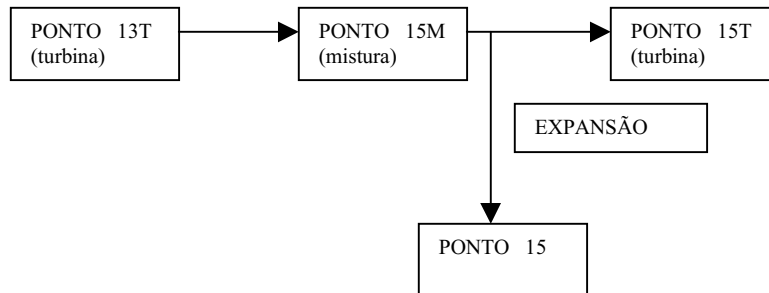 PONTO 13T
(turbina)
PONTO 15M
(mistura)
PONTO 15T
(turbina)
EXPANSÃO
PONTO 15